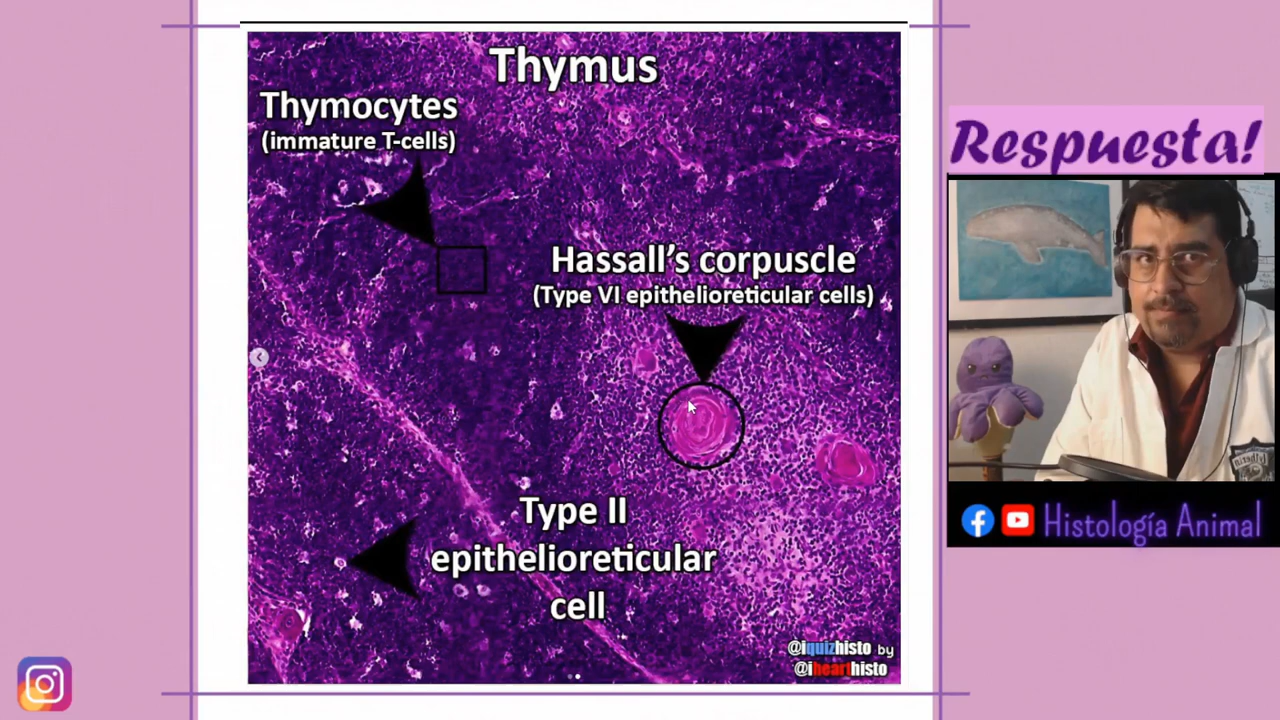 Thymus
Thymocytes
(immature T-cells)
Hassall's corpuscle
(Type VI epithelioreticular cells)
Type II
epithelioreticular
cell
@iquizhisto by
@ihearthisto
Respuesta!
Histología Animal